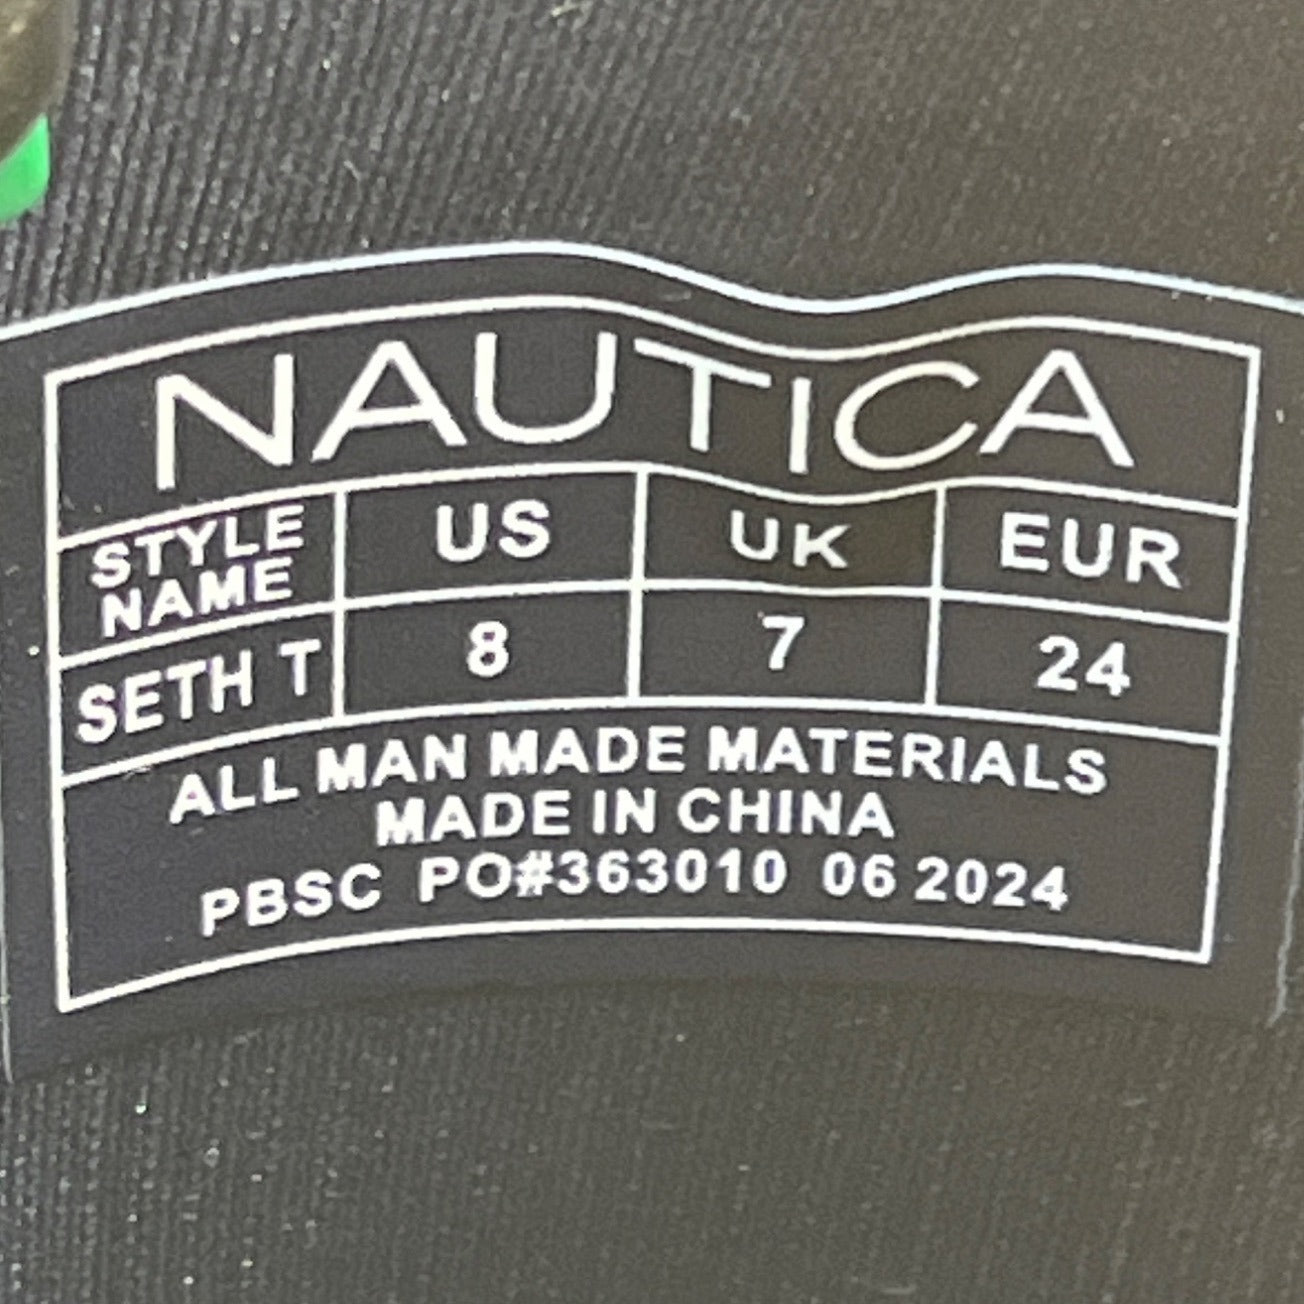 NAUTICA
STYLE NAME US UK EUR
SETH T 8 7 24
ALL MAN MADE MATERIALS
MADE IN CHINA
PBSC PO#363010 06 2024